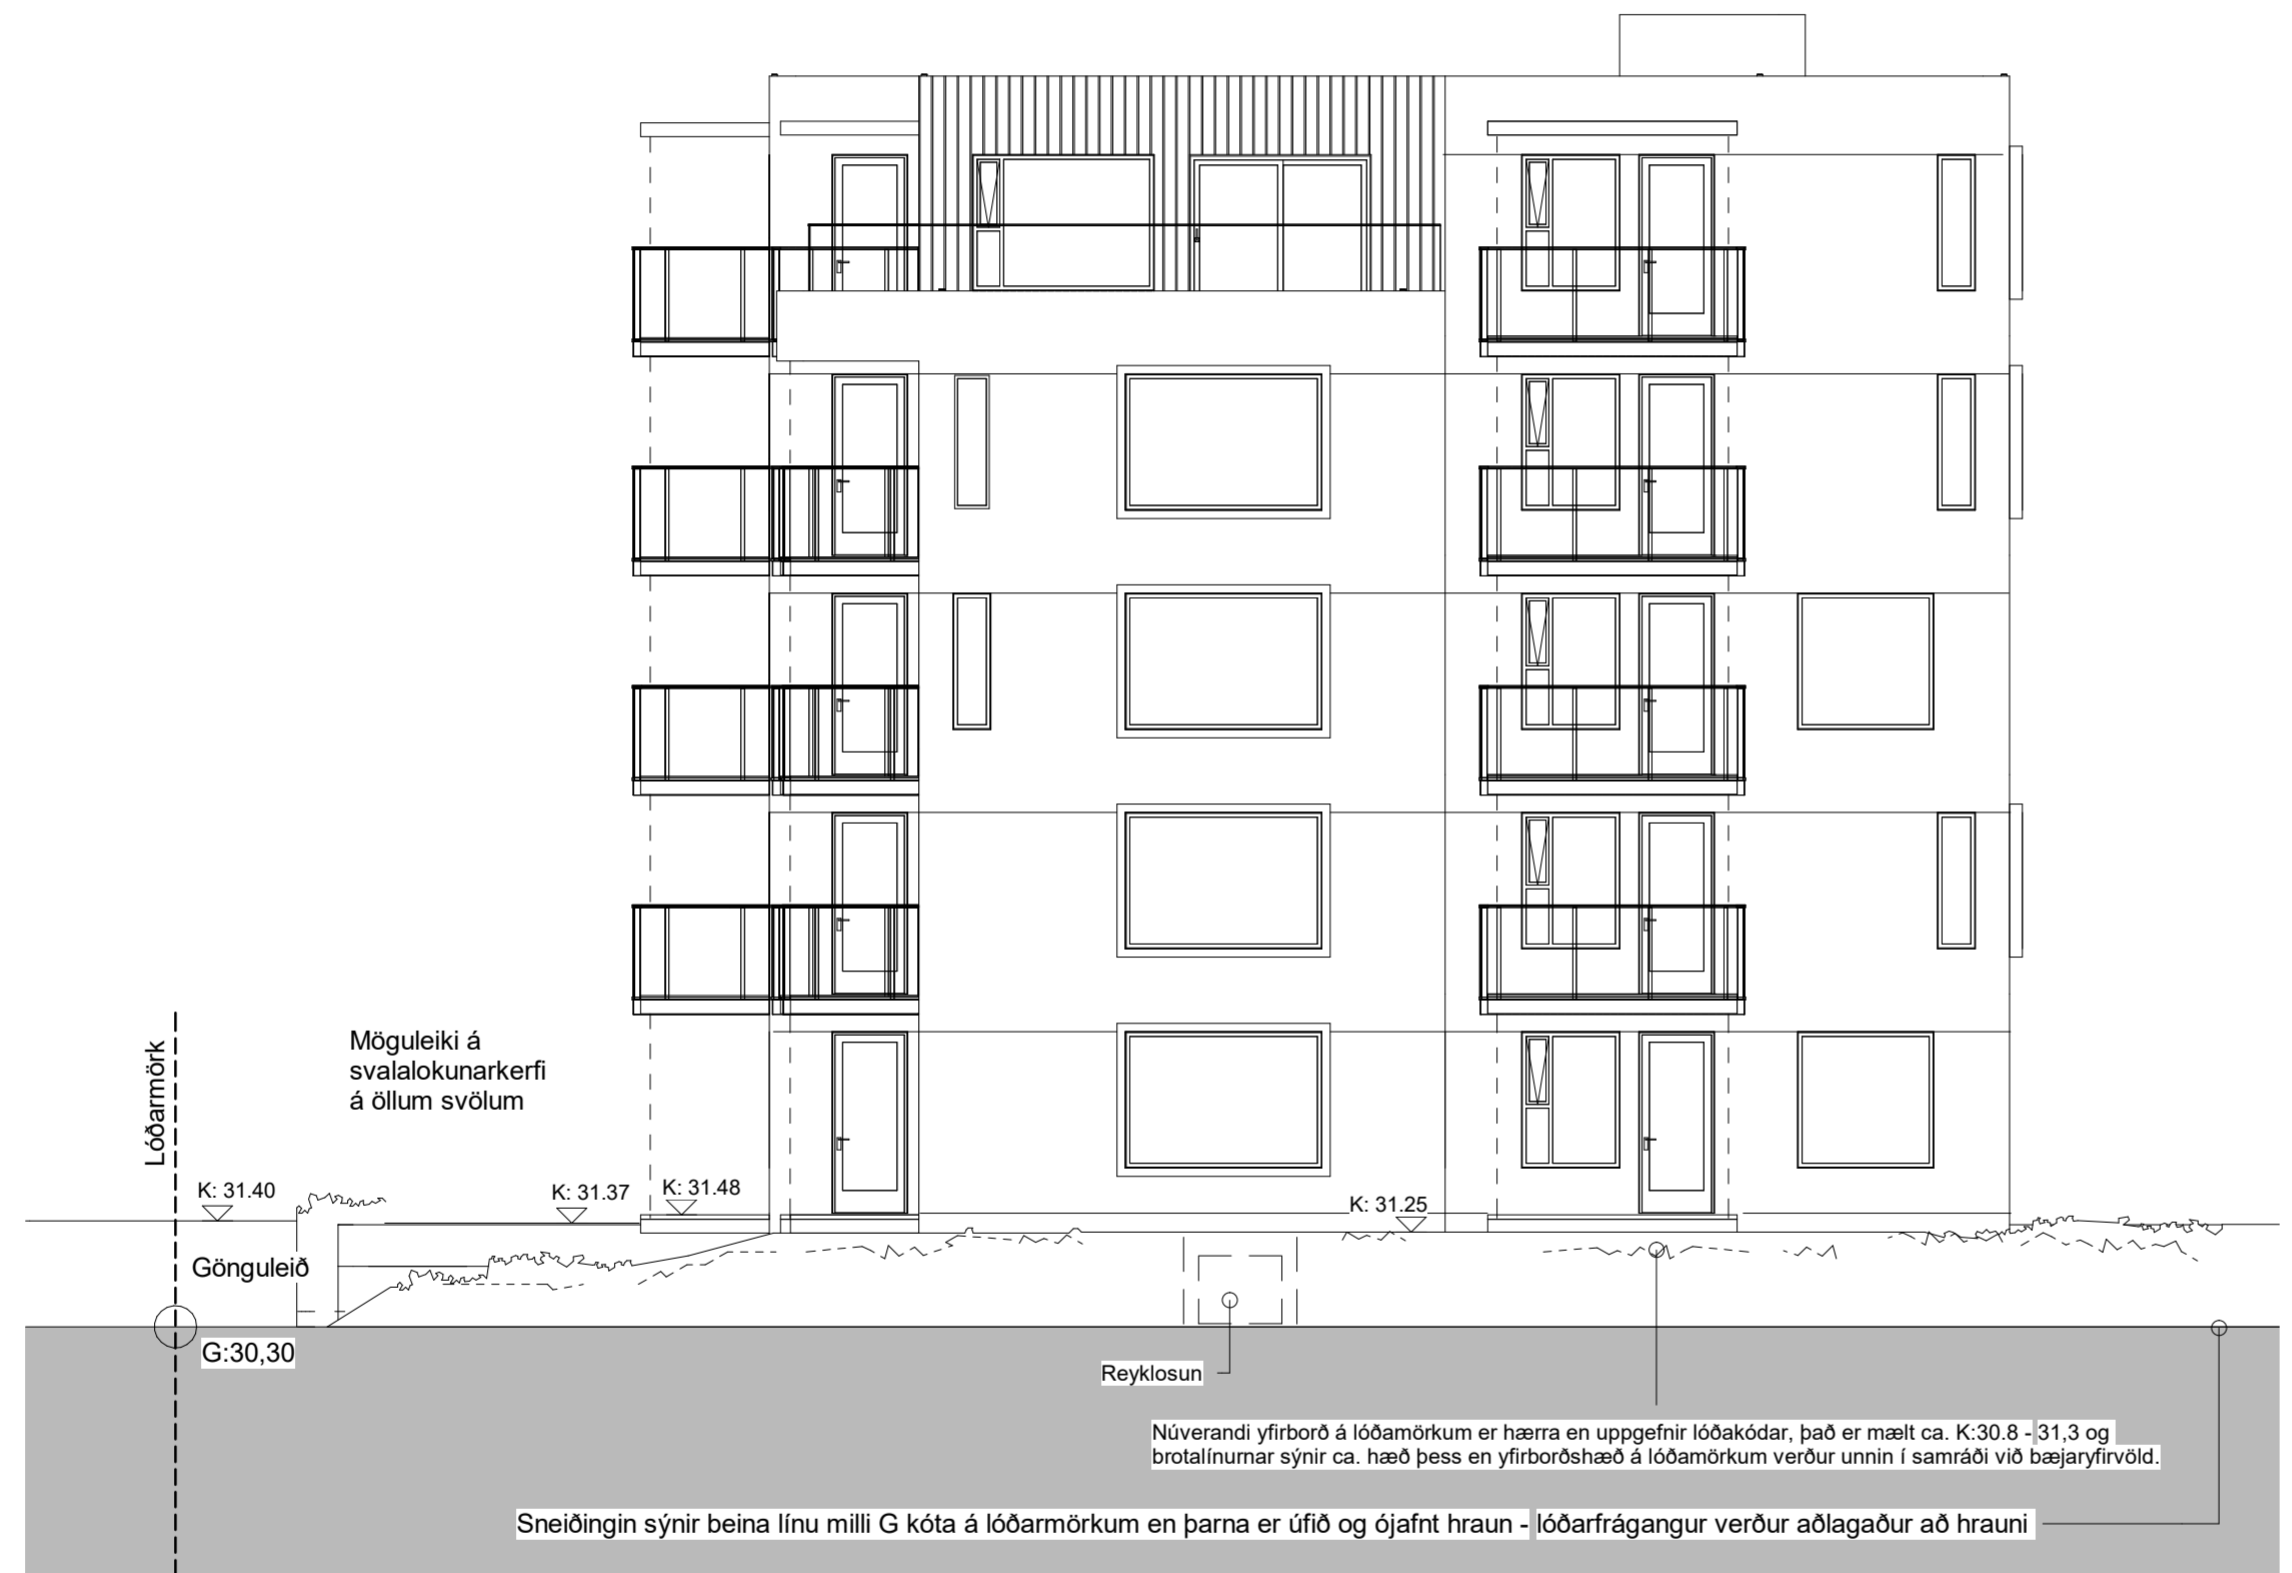 Möguleiki á
svalalokunarkerfi
á öllum svölum
Lóðarmörk
K: 31.40
K: 31.37
K: 31.48
K: 31.25
Gönguleið
G:30,30
Reyklosun
Núverandi yfirborð á lóðamörkum er hærra en uppgefnir lóðakódar, það er mælt ca. K:30.8 - 31,3 og
brotalínurnar sýnir ca. hæð þess en yfirborðshæð á lóðamörkum verður unnin í samráði við bæjaryfirvöld.
Sneiðingin sýnir beina línu milli G kóta á lóðarmörkum en þarna er úfið og ójafnt hraun - lóðarfrágangur verður aðlagaður að hrauni